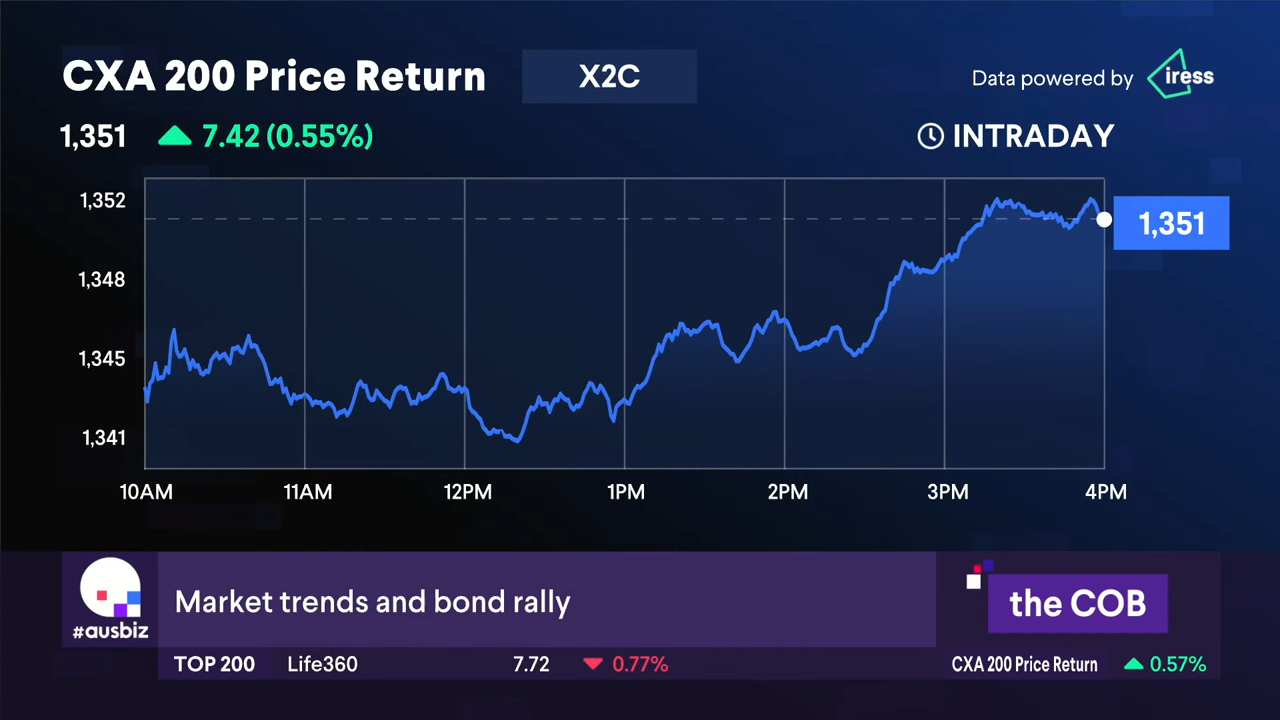 CXA 200 Price Return X2C Data powered by iress
1,351 7.42 (0.55%) INTRADAY
1,352
1,351
1,348
1,345
1,341
10AM 11AM 12PM 1PM 2PM 3PM 4PM
Market trends and bond rally
the COB
#ausbiz
TOP 200 Life360 7.72 0.77% CXA 200 Price Return 0.57%